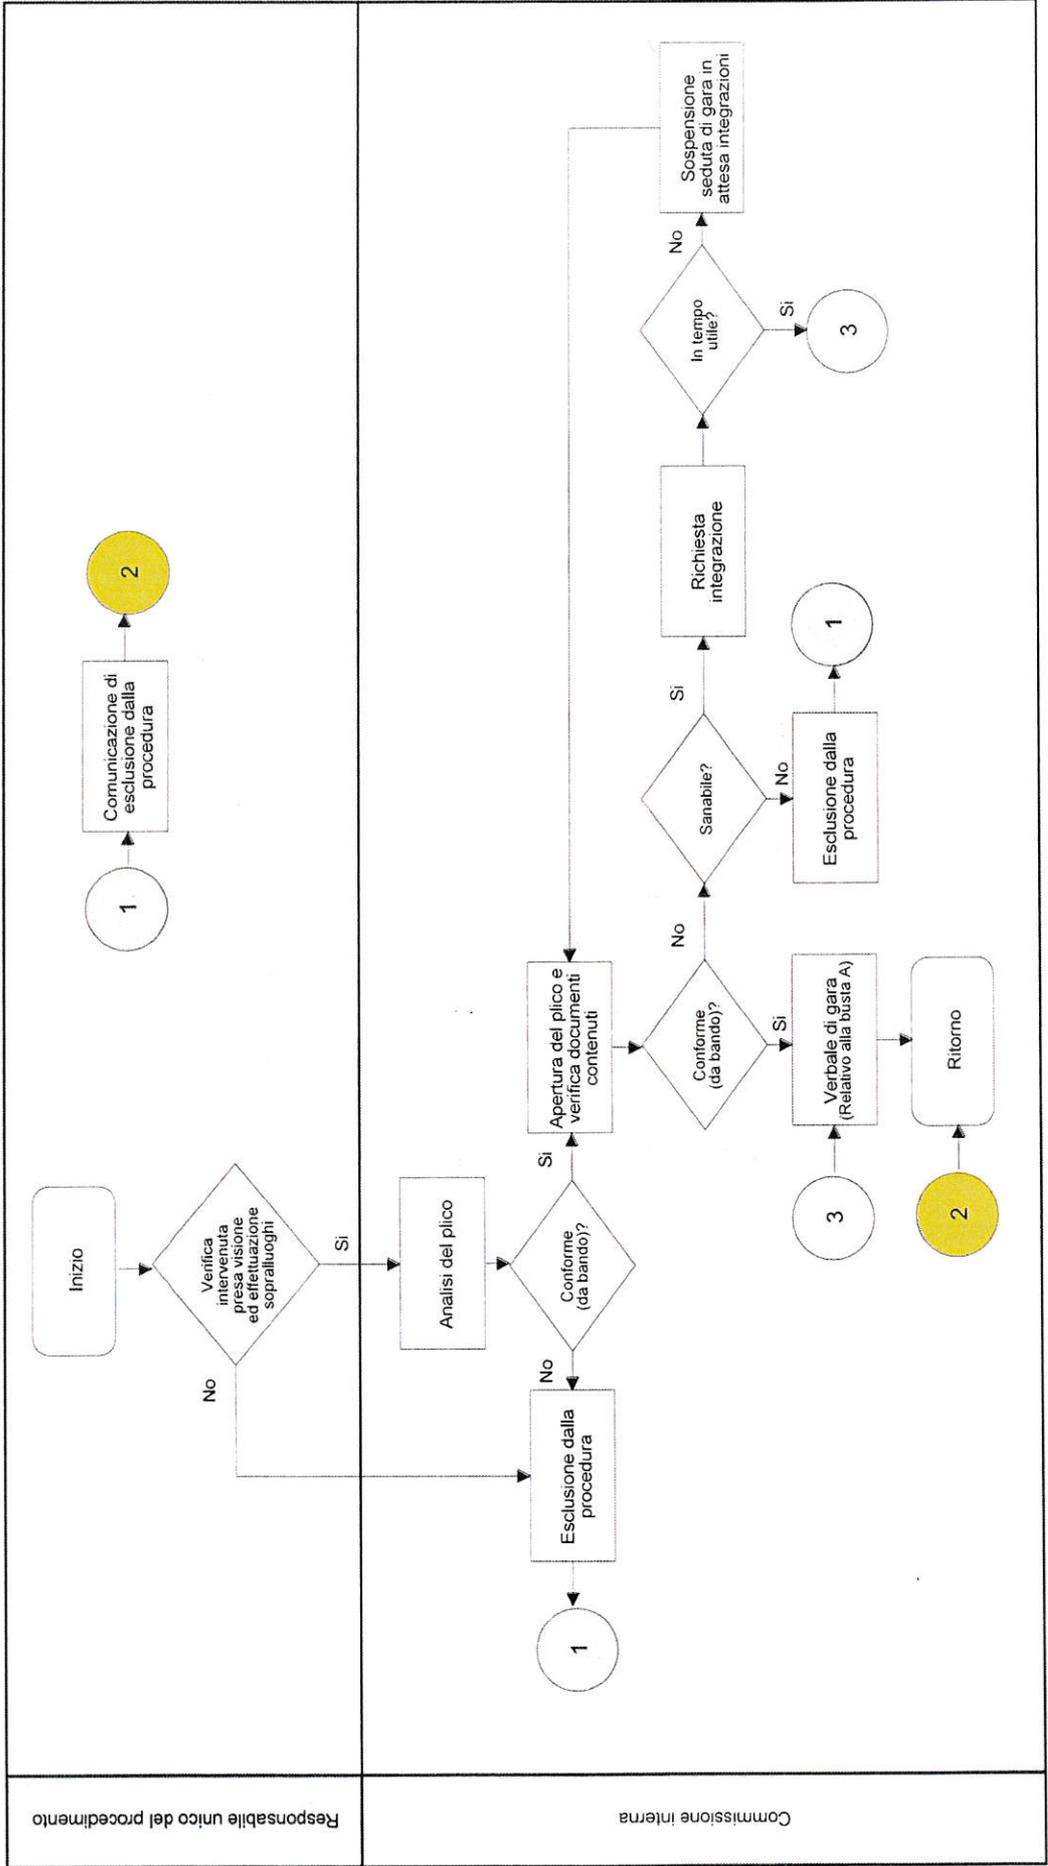 Responsabile unico del procedimento
Inizio
Verifica
intervenuta
presa visione
ed effettuazione
sopralluoghi
No
Si
1
Comunicazione di
esclusione dalla
procedura
2
Commissione interna
Analisi del plico
Conforme
(da bando)?
No
Si
Esclusione dalla
procedura
1
Apertura del plico e
verifica documenti
contenuti
Conforme
(da bando)?
No
Si
Sanabile?
Si
No
Richiesta
integrazione
In tempo
utile?
No
Si
Sospensione
seduta di gara in
attesa integrazioni
3
Esclusione dalla
procedura
1
3
Verbale di gara
(Relativo alla busta A)
2
Ritorno